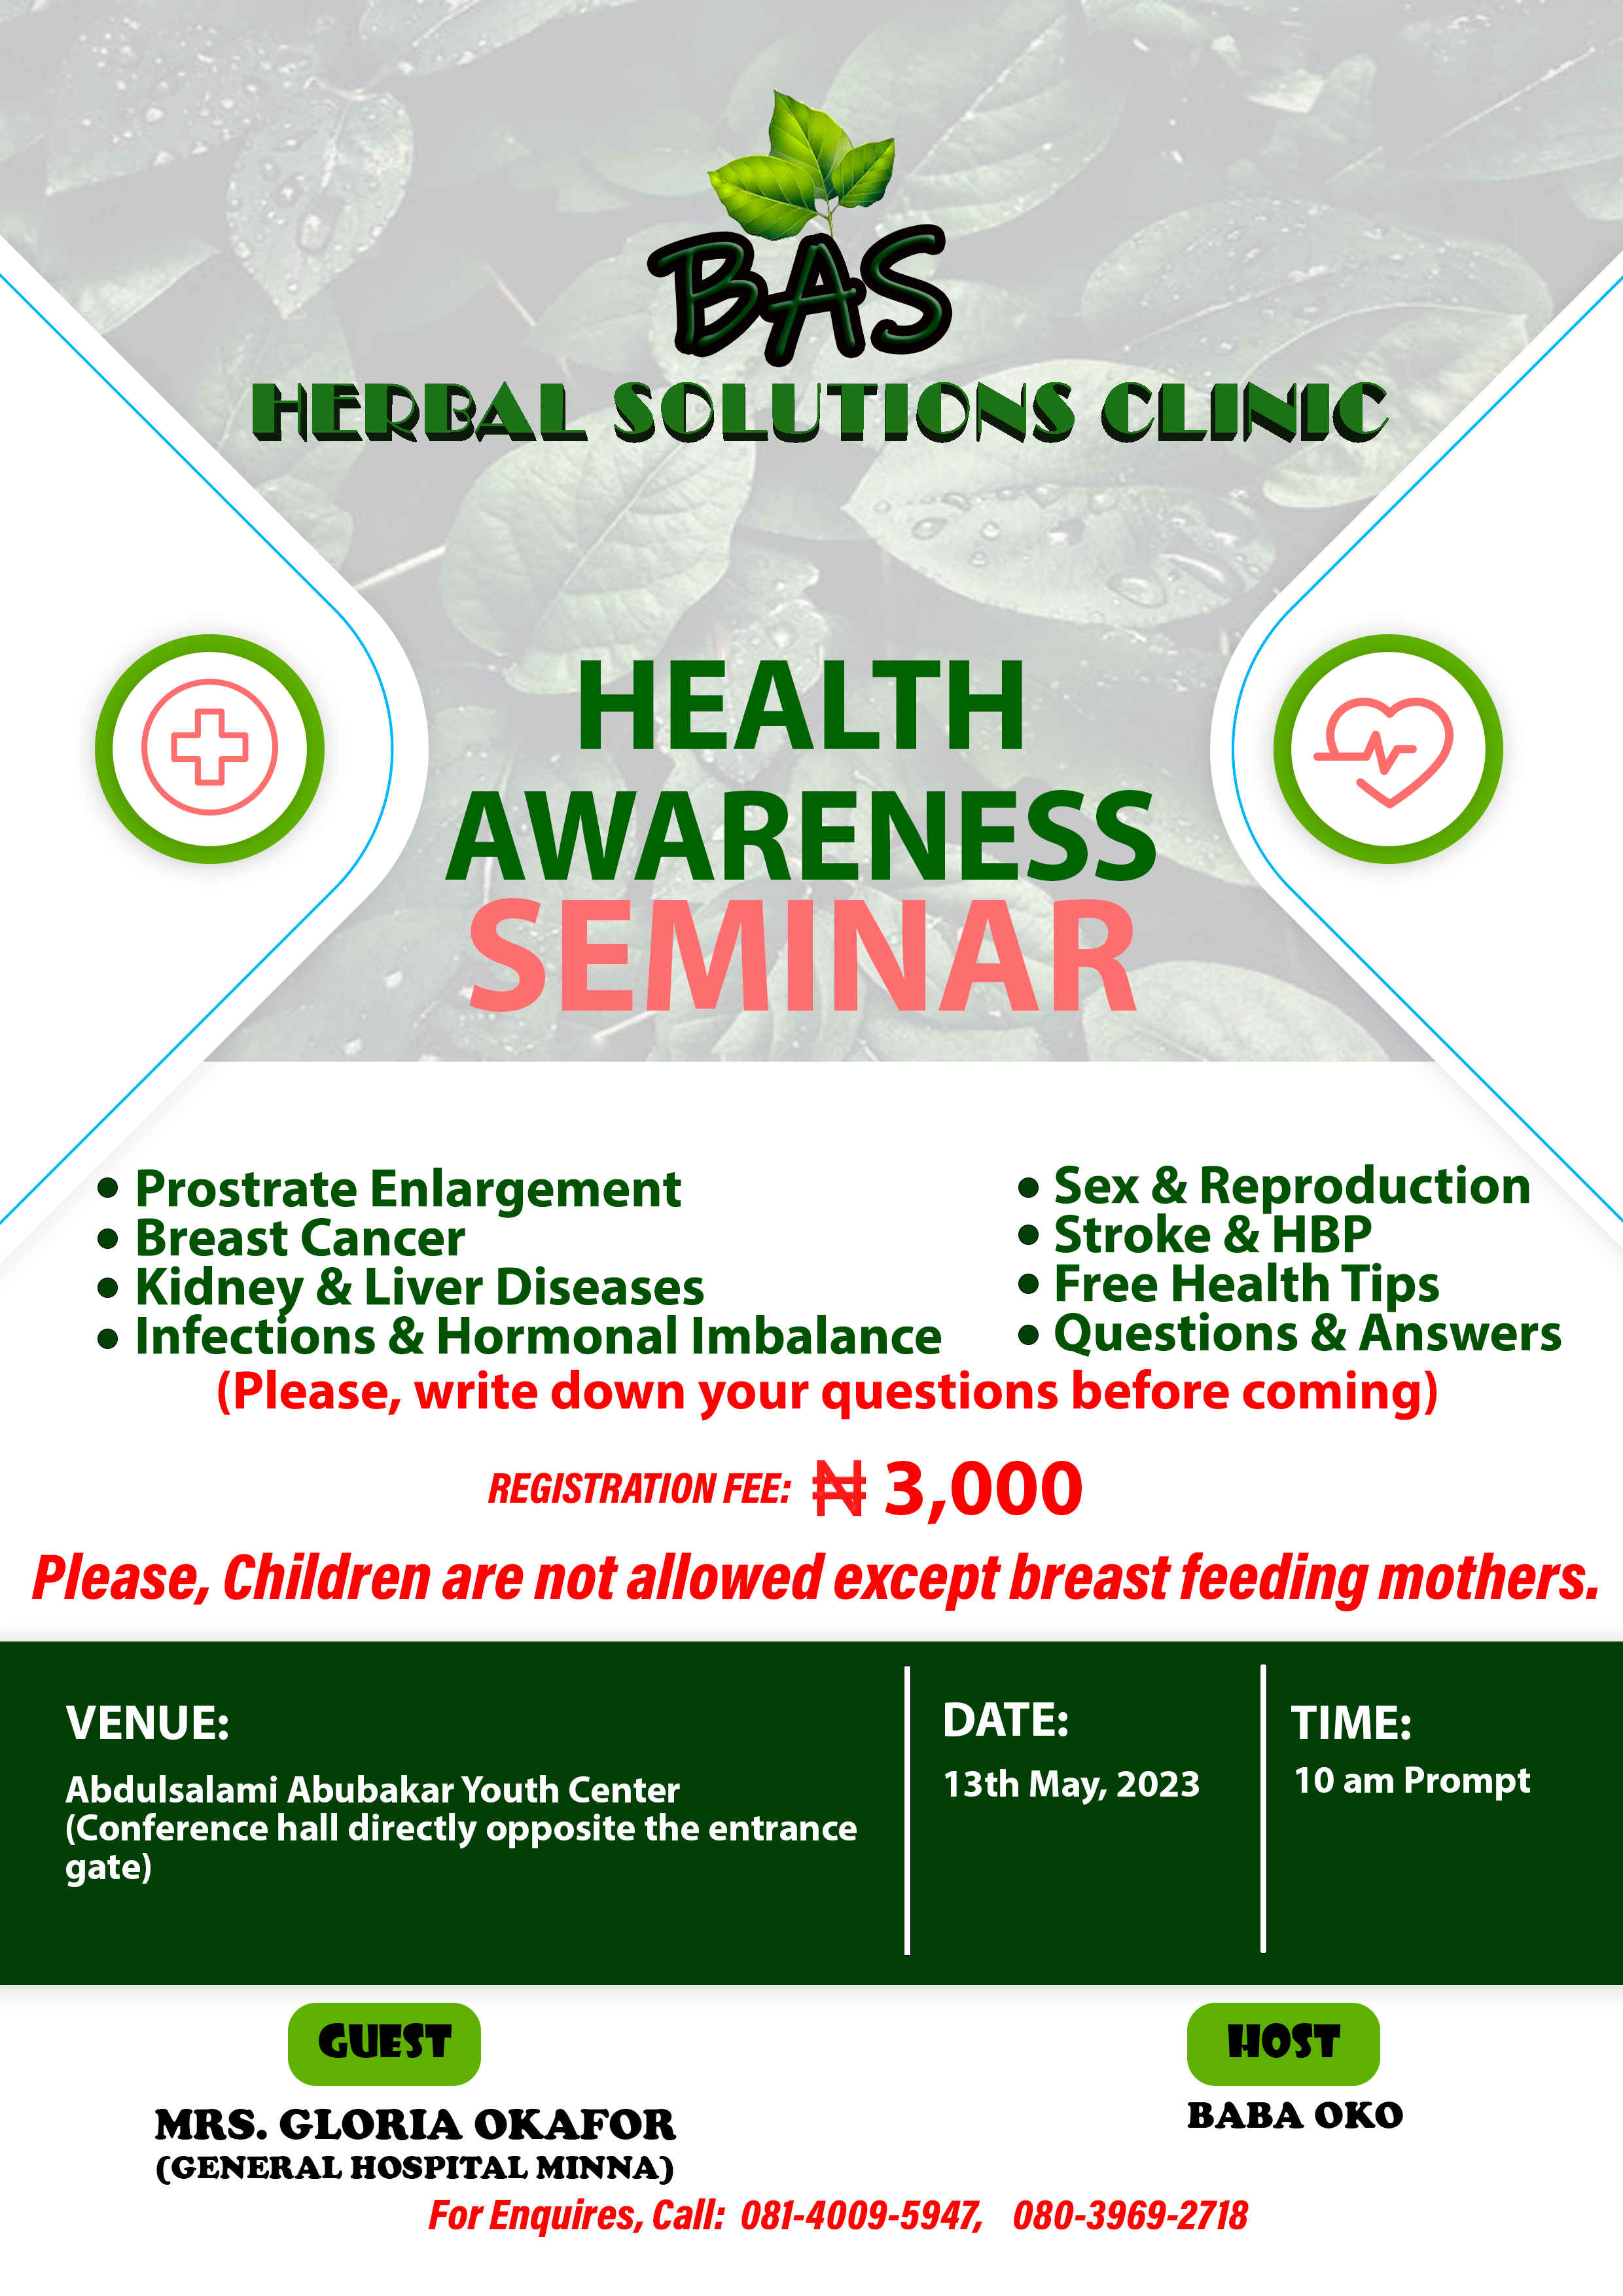 BAS
HERBAL SOLUTIONS CLINIC
HEALTH
AWARENESS
SEMINAR
• Prostrate Enlargement
• Breast Cancer
• Kidney & Liver Diseases
• Infections & Hormonal Imbalance
• Sex & Reproduction
• Stroke & HBP
• Free Health Tips
• Questions & Answers
(Please, write down your questions before coming)
REGISTRATION FEE: ₦ 3,000
Please, Children are not allowed except breast feeding mothers.
VENUE:
Abdulsalami Abubakar Youth Center
(Conference hall directly opposite the entrance
gate)
DATE:
13th May, 2023
TIME:
10 am Prompt
GUEST
MRS. GLORIA OKAFOR
(GENERAL HOSPITAL MINNA)
HOST
BABA OKO
For Enquires, Call: 081-4009-5947, 080-3969-2718